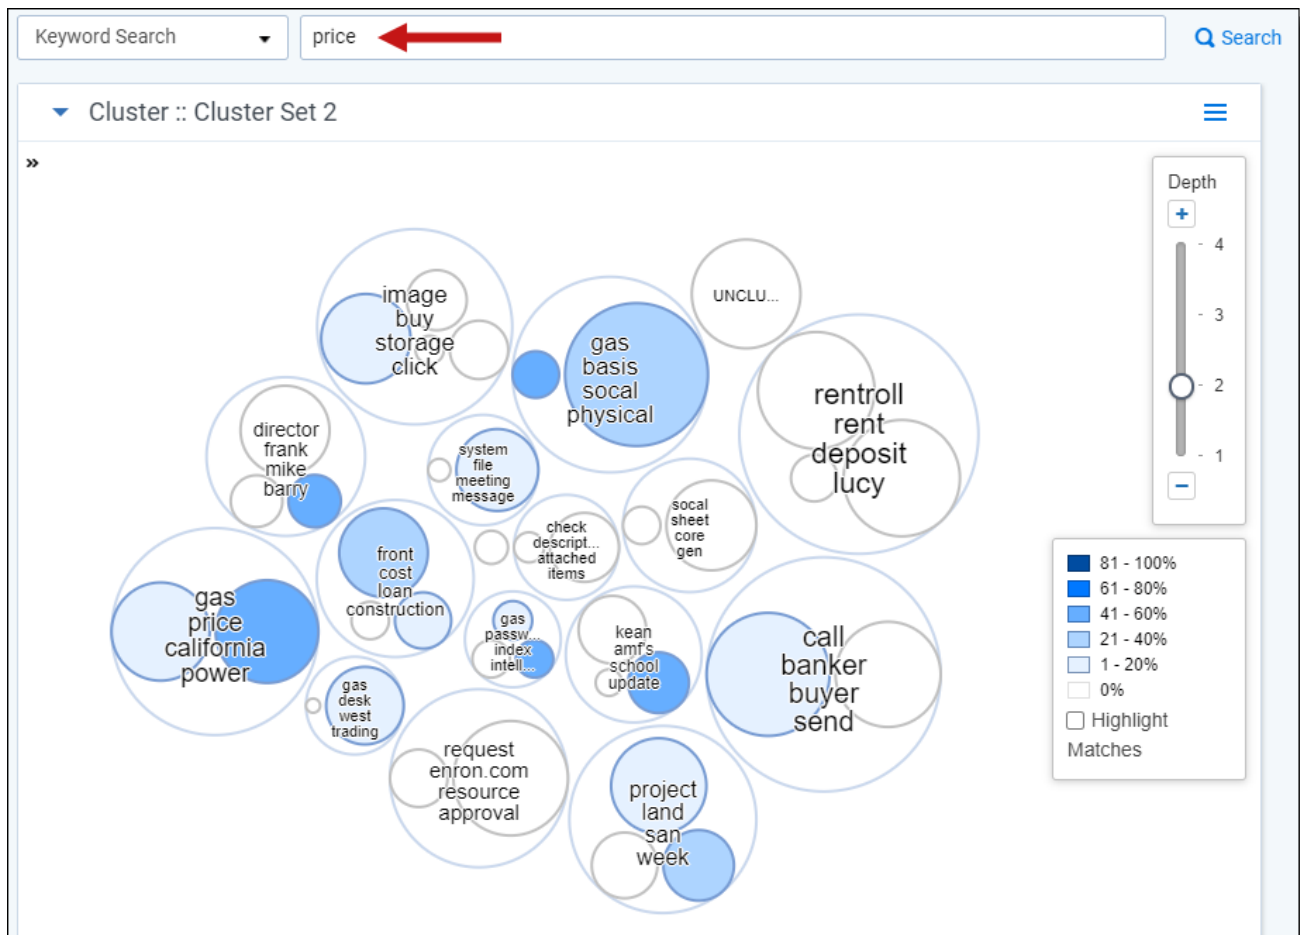 Keyword Search
price
Search
Cluster :: Cluster Set 2
»
Depth
+
4
3
2
1
−
image
buy
storage
click
UNCLU...
gas
basis
socal
physical
rentroll
rent
deposit
lucy
director
frank
mike
barry
system
file
meeting
message
socal
sheet
core
gen
check
descript...
attached
items
front
cost
loan
construction
gas
price
california
power
gas
passw...
index
intell...
kean
amf's
school
update
call
banker
buyer
send
gas
desk
west
trading
request
enron.com
resource
approval
project
land
san
week
81 - 100%
61 - 80%
41 - 60%
21 - 40%
1 - 20%
0%
Highlight
Matches